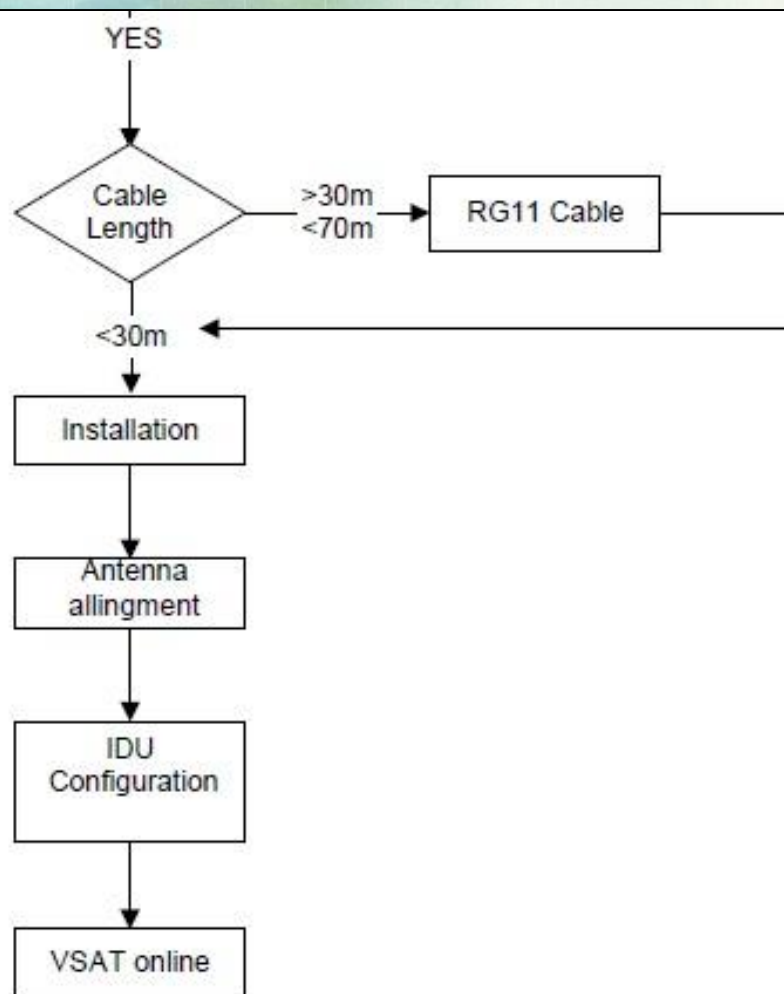 YES
Cable
Length
>30m
<70m
RG11 Cable
<30m
Installation
Antenna
allingment
IDU
Configuration
VSAT online